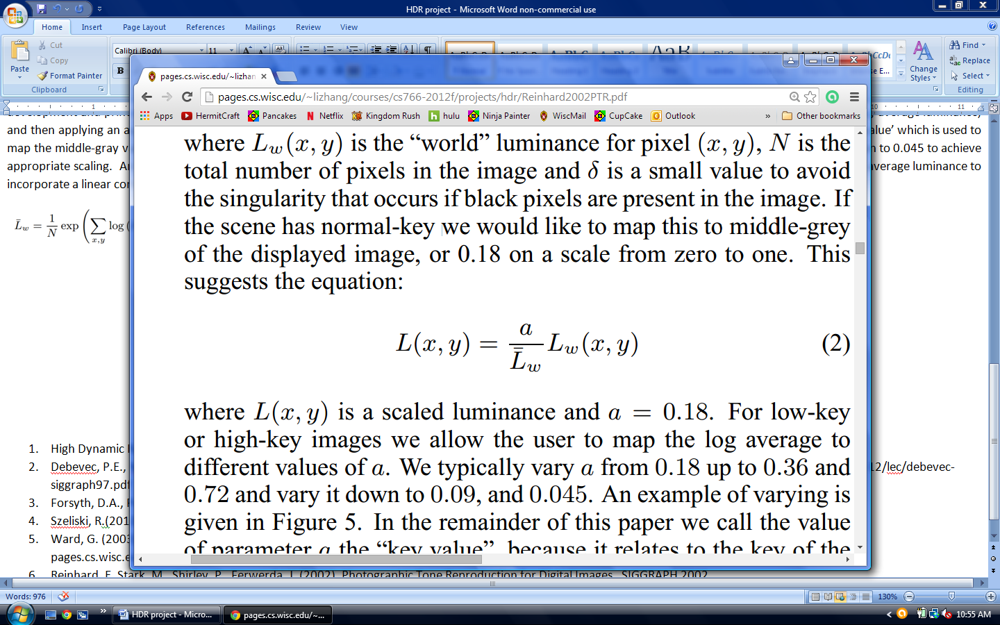 HDR project - Microsoft Word non-commercial use
Home Insert Page Layout References Mailings Review View
Cut
Copy
Format Painter
Paste
Clipboard
Calibri (Body) 11
B
Change Styles
Find
Replace
Select
Editing
pages.cs.wisc.edu/~lizhan
pages.cs.wisc.edu/~lizhang/courses/cs766-2012f/projects/hdr/Reinhard2002PTR.pdf
Apps HermitCraft Pancakes Netflix Kingdom Rush hulu Ninja Painter WiscMail CupCake Outlook » Other bookmarks
where L_w(x, y) is the “world” luminance for pixel (x, y), N is the
total number of pixels in the image and δ is a small value to avoid
the singularity that occurs if black pixels are present in the image. If
the scene has normal-key we would like to map this to middle-grey
of the displayed image, or 0.18 on a scale from zero to one. This
suggests the equation:
L(x, y) = a / L̄_w L_w(x, y) (2)
where L(x, y) is a scaled luminance and a = 0.18. For low-key
or high-key images we allow the user to map the log average to
different values of a. We typically vary a from 0.18 up to 0.36 and
0.72 and vary it down to 0.09, and 0.045. An example of varying is
given in Figure 5. In the remainder of this paper we call the value
of parameter a the “key value”, because it relates to the key of the
and then applying an a
alue’ which is used to
map the middle-gray v
n to 0.045 to achieve
appropriate scaling. A
verage luminance to
incorporate a linear co
L̄_w = 1/N exp ( ∑ x,y log (
1. High Dynamic
2. Debevec, P.E.,
12/lec/debevec-
siggraph97.pdf
3. Forsyth, D.A.,
4. Szeliski, R.(201
5. Ward, G. (2003
pages.cs.wisc.e
6. Reinhard, E. Stark, M., Shirley, P., Ferwerda, J. (2002). Photographic Tone Reproduction for Digital Images. SIGGRAPH 2002
Words: 976
130%
HDR project - Micro...
pages.cs.wisc.edu/~...
10:55 AM